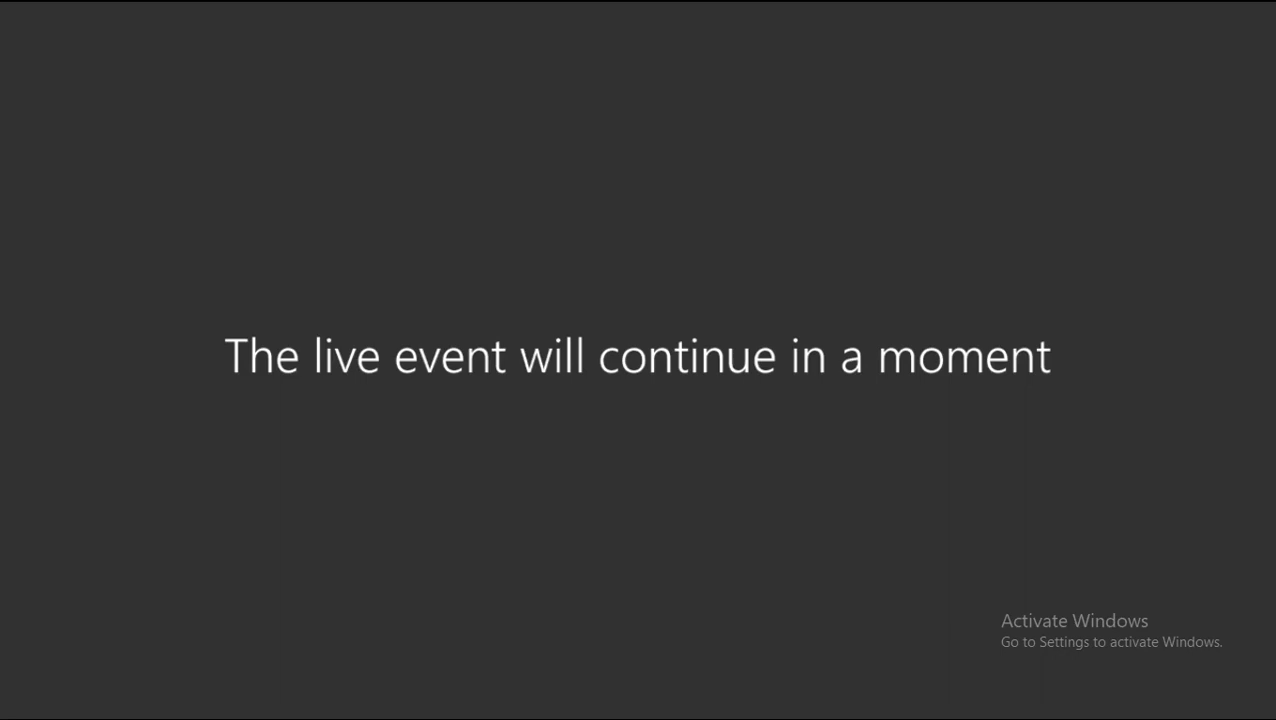 The live event will continue in a moment
Activate Windows
Go to Settings to activate Windows.